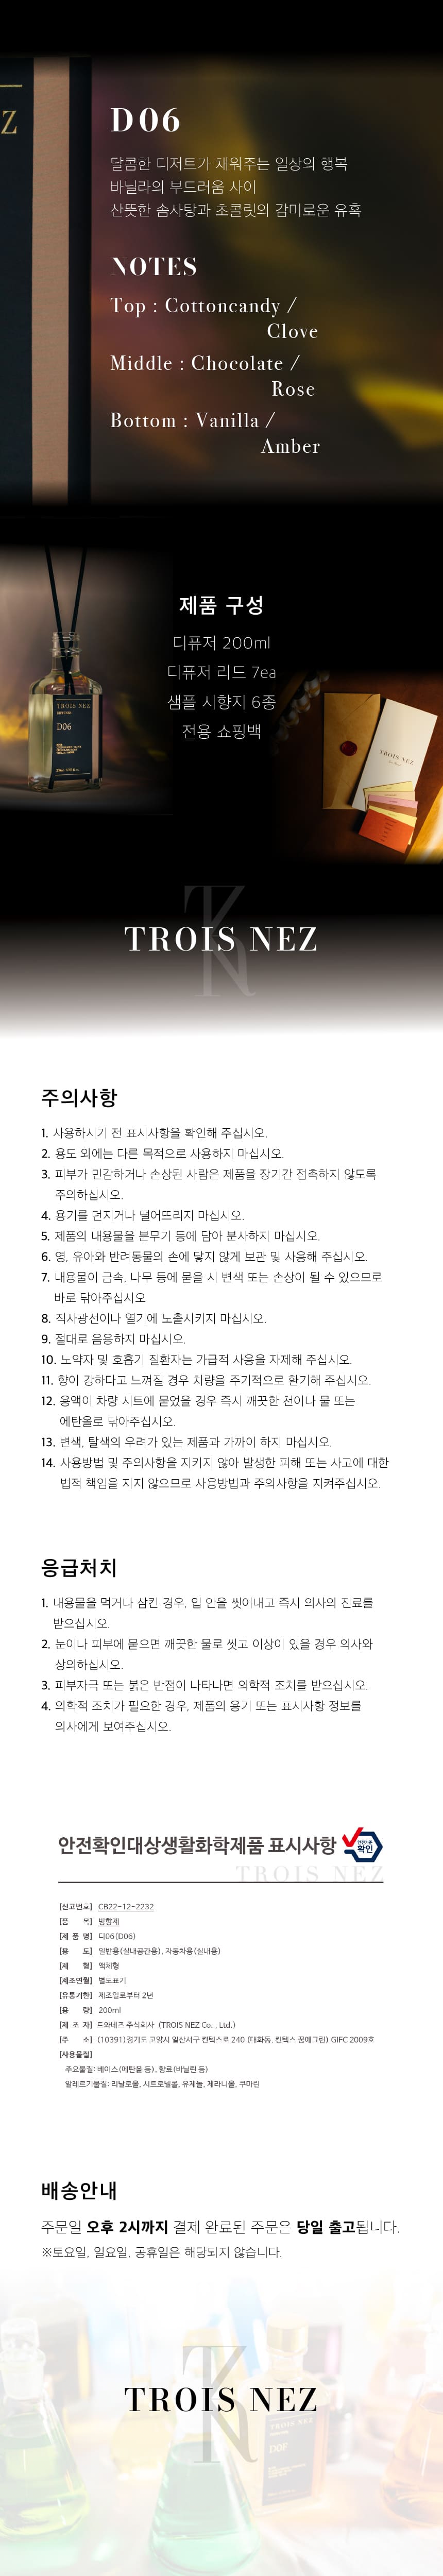 Z
D06
달콤한 디저트가 채워주는 일상의 행복
바닐라의 부드러움 사이
산뜻한 솜사탕과 초콜릿의 감미로운 유혹
NOTES
Top : Cottoncandy /
Clove
Middle : Chocolate /
Rose
Bottom : Vanilla /
Amber
제품 구성
디퓨저 200ml
디퓨저 리드 7ea
샘플 시향지 6종
전용 쇼핑백
TROIS NEZ
D06
TROIS NEZ
TROIS NEZ
주의사항
1. 사용하시기 전 표시사항을 확인해 주십시오.
2. 용도 외에는 다른 목적으로 사용하지 마십시오.
3. 피부가 민감하거나 손상된 사람은 제품을 장기간 접촉하지 않도록
주의하십시오.
4. 용기를 던지거나 떨어뜨리지 마십시오.
5. 제품의 내용물을 분무기 등에 담아 분사하지 마십시오.
6. 영, 유아와 반려동물의 손에 닿지 않게 보관 및 사용해 주십시오.
7. 내용물이 금속, 나무 등에 묻을 시 변색 또는 손상이 될 수 있으므로
바로 닦아주십시오
8. 직사광선이나 열기에 노출시키지 마십시오.
9. 절대로 음용하지 마십시오.
10. 노약자 및 호흡기 질환자는 가급적 사용을 자제해 주십시오.
11. 향이 강하다고 느껴질 경우 차량을 주기적으로 환기해 주십시오.
12. 용액이 차량 시트에 묻었을 경우 즉시 깨끗한 천이나 물 또는
에탄올로 닦아주십시오.
13. 변색, 탈색의 우려가 있는 제품과 가까이 하지 마십시오.
14. 사용방법 및 주의사항을 지키지 않아 발생한 피해 또는 사고에 대한
법적 책임을 지지 않으므로 사용방법과 주의사항을 지켜주십시오.
응급처치
1. 내용물을 먹거나 삼킨 경우, 입 안을 씻어내고 즉시 의사의 진료를
받으십시오.
2. 눈이나 피부에 묻으면 깨끗한 물로 씻고 이상이 있을 경우 의사와
상의하십시오.
3. 피부자극 또는 붉은 반점이 나타나면 의학적 조치를 받으십시오.
4. 의학적 조치가 필요한 경우, 제품의 용기 또는 표시사항 정보를
의사에게 보여주십시오.
안전확인대상생활화학제품 표시사항 안전기준 확인
TROIS NEZ
[신고번호] CB22-12-2232
[품 목] 방향제
[제 품 명] 디06(D06)
[용 도] 일반용(실내공간용), 자동차용(실내용)
[제 형] 액체형
[제조연월] 별도표기
[유통기한] 제조일로부터 2년
[용 량] 200ml
[제 조 자] 트와네즈 주식회사 (TROIS NEZ Co. , Ltd.)
[주 소] (10391)경기도 고양시 일산서구 킨텍스로 240 (대화동, 킨텍스 꿈에그린) GIFC 2009호
[사용물질]
주요물질: 베이스(에탄올 등), 향료(바닐린 등)
알레르기물질: 리날로올, 시트로넬롤, 유제놀, 제라니올, 쿠마린
배송안내
주문일 오후 2시까지 결제 완료된 주문은 당일 출고됩니다.
※토요일, 일요일, 공휴일은 해당되지 않습니다.
TROIS NEZ
TROIS NEZ